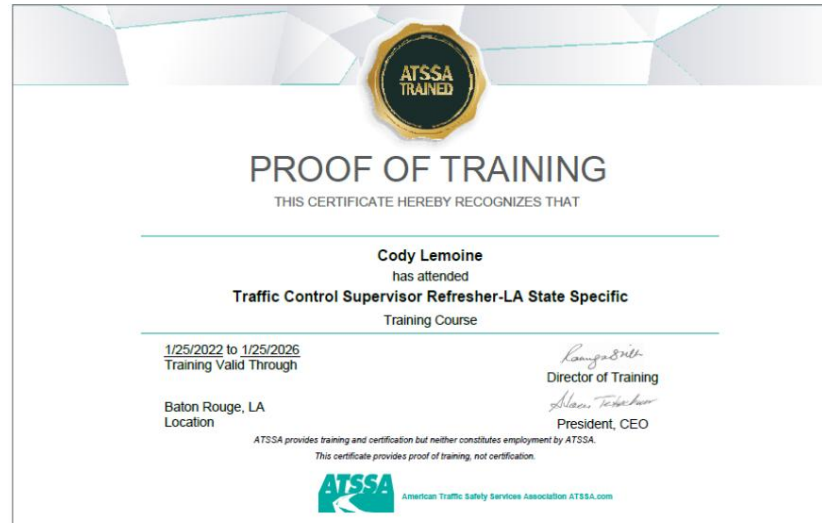 ATSSA
TRAINED
PROOF OF TRAINING
THIS CERTIFICATE HEREBY RECOGNIZES THAT
Cody Lemoine
has attended
Traffic Control Supervisor Refresher-LA State Specific
Training Course
1/25/2022 to 1/25/2026
Training Valid Through
Director of Training
Baton Rouge, LA
Location
President, CEO
ATSSA provides training and certification but neither constitutes employment by ATSSA.
This certificate provides proof of training, not certification.
ATSSA
American Traffic Safety Services Association ATSSA.com